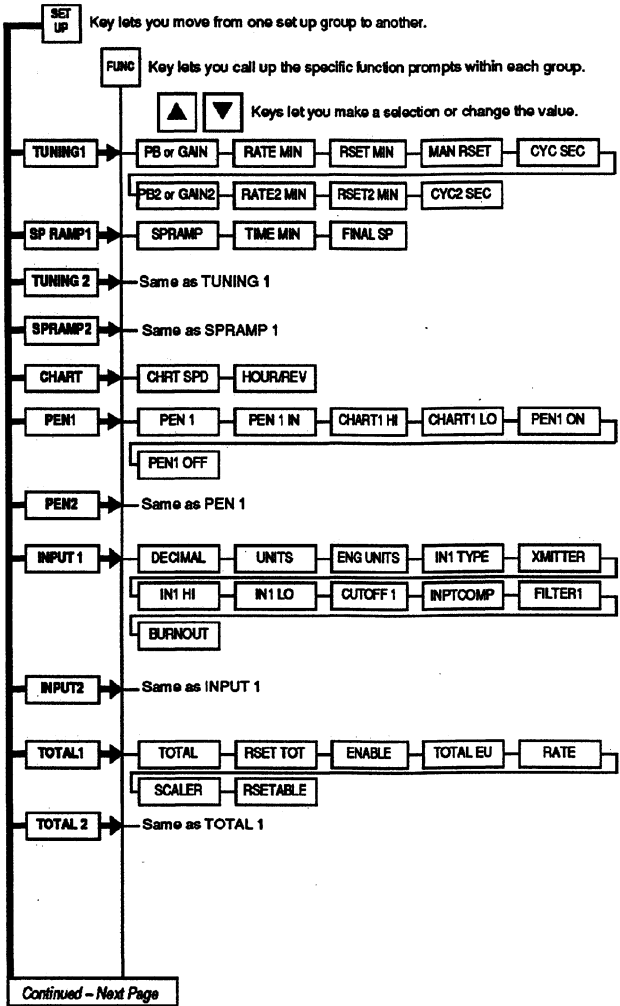 SET UP
Key lets you move from one set up group to another.
FUNC
Key lets you call up the specific function prompts within each group.
Keys let you make a selection or change the value.
TUNING1 PB or GAIN RATE MIN RSET MIN MAN RSET CYC SEC
PB2 or GAIN2 RATE2 MIN RSET2 MIN CYC2 SEC
SP RAMP1 SPRAMP TIME MIN FINAL SP
TUNING 2 Same as TUNING 1
SPRAMP2 Same as SPRAMP 1
CHART CHRT SPD HOUR/REV
PEN1 PEN 1 PEN 1 IN CHART1 HI CHART1 LO PEN1 ON
PEN1 OFF
PEN2 Same as PEN 1
INPUT 1 DECIMAL UNITS ENG UNITS IN1 TYPE XMITTER
IN1 HI IN1 LO CUTOFF 1 INPTCOMP FILTER1
BURNOUT
INPUT2 Same as INPUT 1
TOTAL1 TOTAL RSET TOT ENABLE TOTAL EU RATE
SCALER RSETABLE
TOTAL 2 Same as TOTAL 1
Continued – Next Page